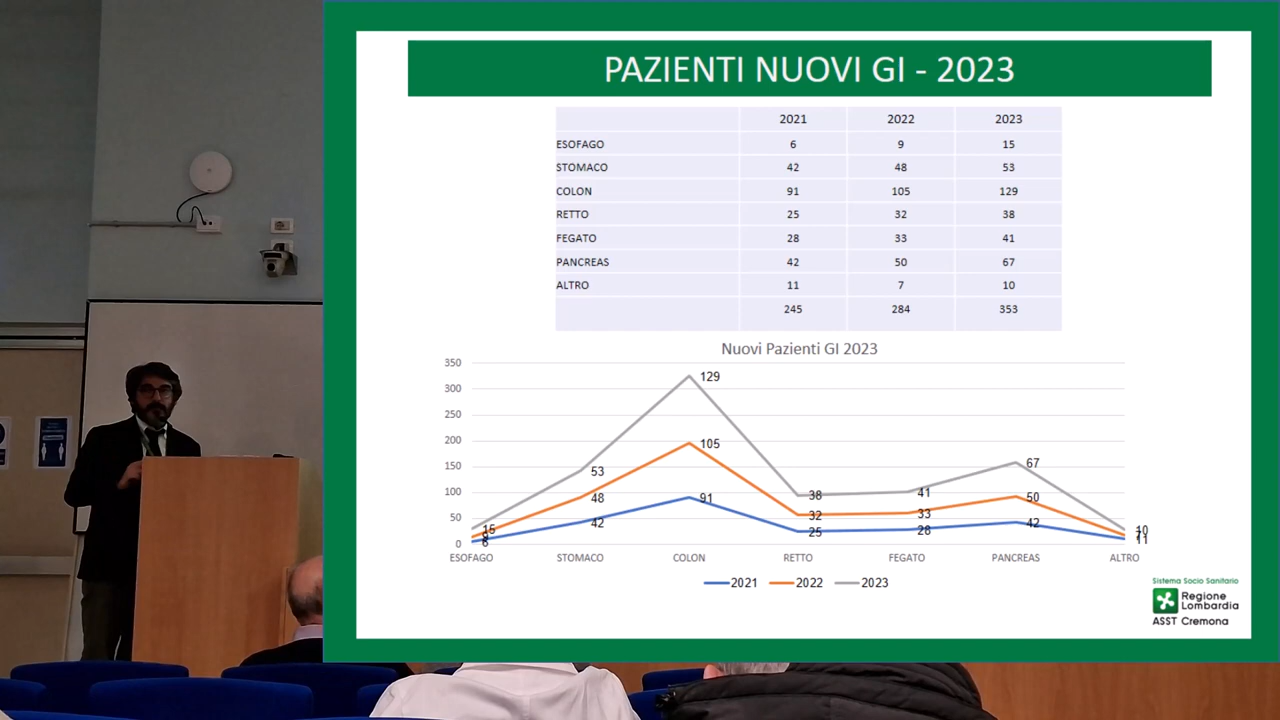 PAZIENTI NUOVI GI - 2023
2021 2022 2023
ESOFAGO 6 9 15
STOMACO 42 48 53
COLON 91 105 129
RETTO 25 32 38
FEGATO 28 33 41
PANCREAS 42 50 67
ALTRO 11 7 10
245 284 353
Nuovi Pazienti GI 2023
350
300
250
200
150
100
50
0
129
105
91
53
48
42
38
32
25
41
33
28
67
50
42
15
9
6
10
7
11
ESOFAGO STOMACO COLON RETTO FEGATO PANCREAS ALTRO
2021 2022 2023
Sistema Socio Sanitario
Regione
Lombardia
ASST Cremona